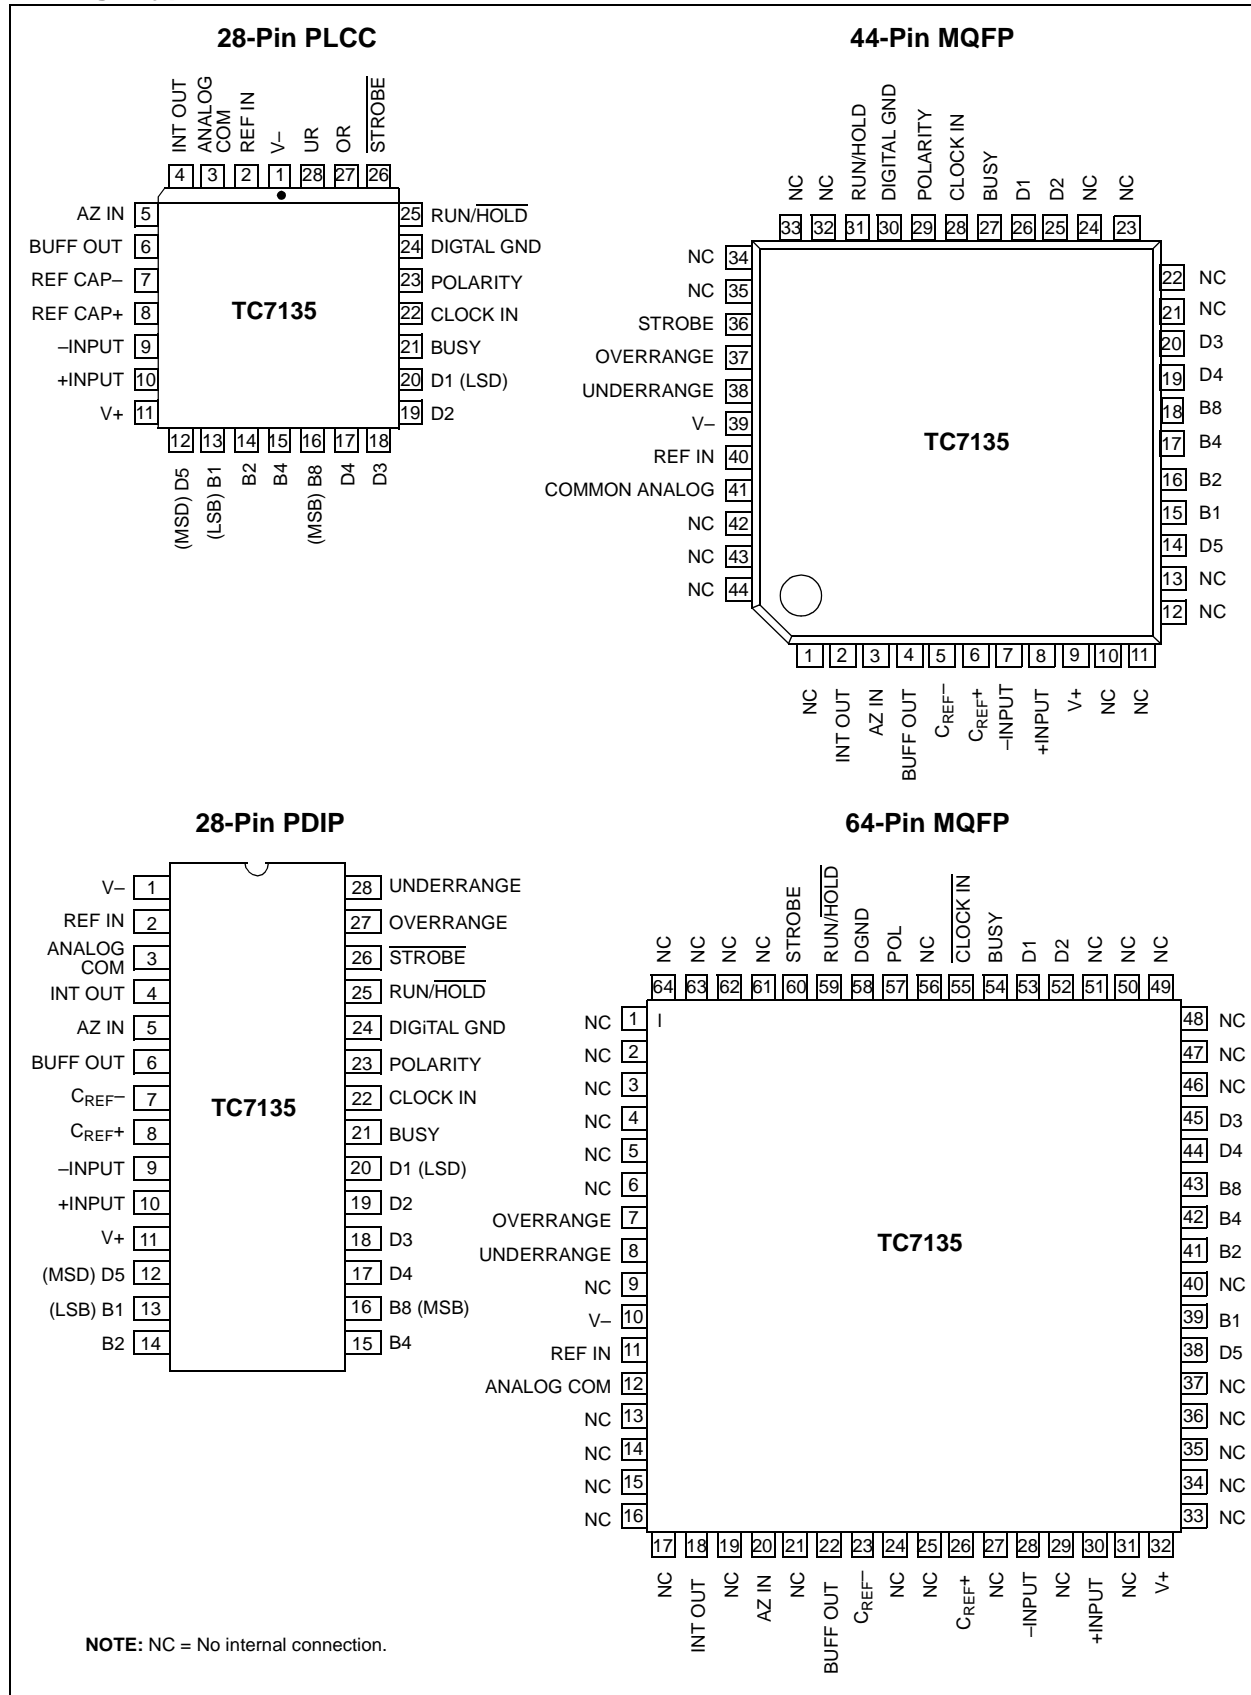 28-Pin PLCC
INT OUT
ANALOG
COM
REF IN
V–
UR
OR
STROBE
4 3 2 1 28 27 26
AZ IN 5
BUFF OUT 6
REF CAP– 7
REF CAP+ 8
–INPUT 9
+INPUT 10
V+ 11
TC7135
25 RUN/HOLD
24 DIGTAL GND
23 POLARITY
22 CLOCK IN
21 BUSY
20 D1 (LSD)
19 D2
12 13 14 15 16 17 18
(MSD) D5
(LSB) B1
B2
B4
(MSB) B8
D4
D3
44-Pin MQFP
NC
NC
RUN/HOLD
DIGITAL GND
POLARITY
CLOCK IN
BUSY
D1
D2
NC
NC
33 32 31 30 29 28 27 26 25 24 23
NC 34
NC 35
STROBE 36
OVERRANGE 37
UNDERRANGE 38
V– 39
REF IN 40
COMMON ANALOG 41
NC 42
NC 43
NC 44
TC7135
22 NC
21 NC
20 D3
19 D4
18 B8
17 B4
16 B2
15 B1
14 D5
13 NC
12 NC
1 2 3 4 5 6 7 8 9 10 11
NC
INT OUT
AZ IN
BUFF OUT
CREF–
CREF+
–INPUT
+INPUT
V+
NC
NC
28-Pin PDIP
V– 1
REF IN 2
ANALOG
COM 3
INT OUT 4
AZ IN 5
BUFF OUT 6
CREF– 7
CREF+ 8
–INPUT 9
+INPUT 10
V+ 11
(MSD) D5 12
(LSB) B1 13
B2 14
TC7135
28 UNDERRANGE
27 OVERRANGE
26 STROBE
25 RUN/HOLD
24 DIGiTAL GND
23 POLARITY
22 CLOCK IN
21 BUSY
20 D1 (LSD)
19 D2
18 D3
17 D4
16 B8 (MSB)
15 B4
64-Pin MQFP
NC
NC
NC
NC
STROBE
RUN/HOLD
DGND
POL
NC
CLOCK IN
BUSY
D1
D2
NC
NC
NC
64 63 62 61 60 59 58 57 56 55 54 53 52 51 50 49
NC 1 I
NC 2
NC 3
NC 4
NC 5
NC 6
OVERRANGE 7
UNDERRANGE 8
NC 9
V– 10
REF IN 11
ANALOG COM 12
NC 13
NC 14
NC 15
NC 16
TC7135
48 NC
47 NC
46 NC
45 D3
44 D4
43 B8
42 B4
41 B2
40 NC
39 B1
38 D5
37 NC
36 NC
35 NC
34 NC
33 NC
17 18 19 20 21 22 23 24 25 26 27 28 29 30 31 32
NC
INT OUT
NC
AZ IN
NC
BUFF OUT
CREF–
NC
NC
CREF+
NC
–INPUT
NC
+INPUT
NC
V+
NOTE: NC = No internal connection.